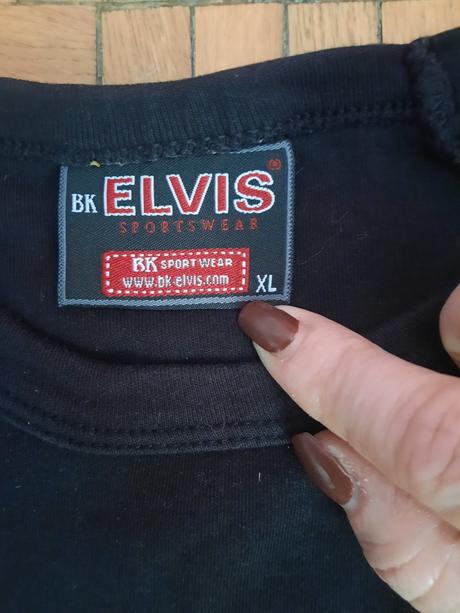 BK ELVIS ®
SPORTSWEAR
BK SPORT WEAR
www.bk-elvis.com
XL